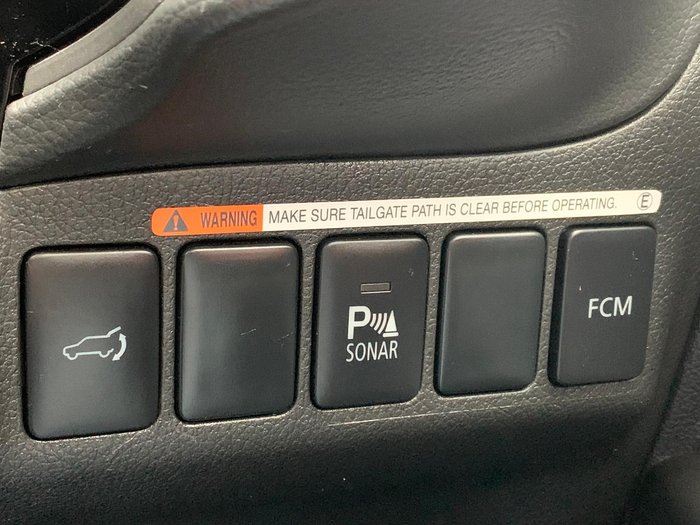 WARNING MAKE SURE TAILGATE PATH IS CLEAR BEFORE OPERATING. E
P
SONAR
FCM